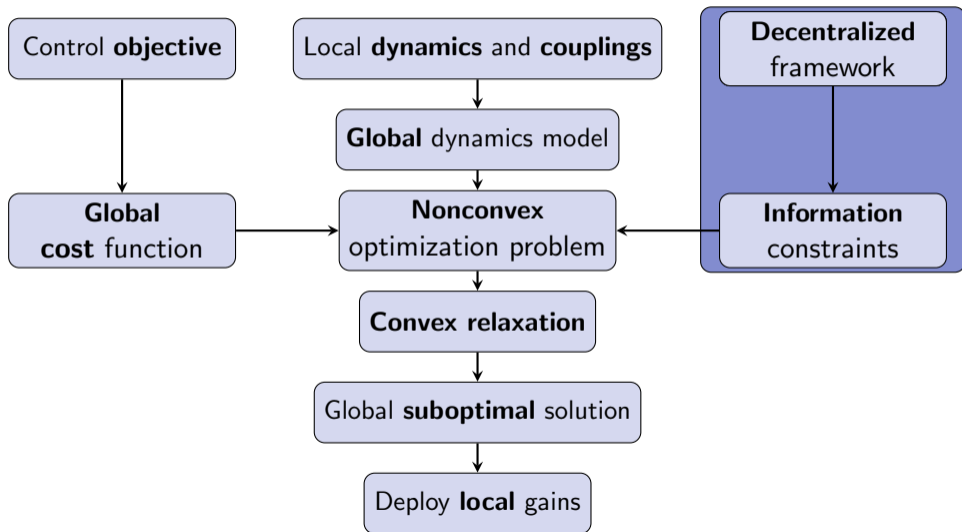 Control objective
Local dynamics and couplings
Decentralized
framework
Global dynamics model
Global
cost function
Nonconvex
optimization problem
Information
constraints
Convex relaxation
Global suboptimal solution
Deploy local gains